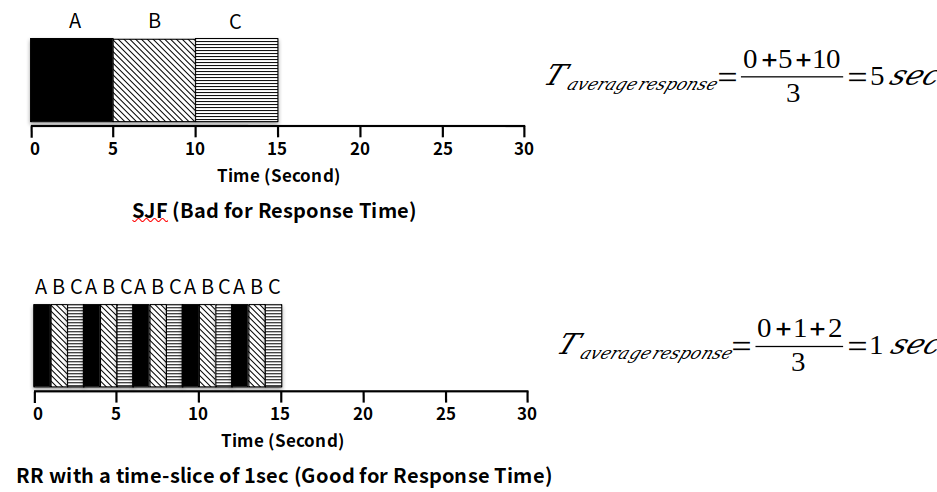 A B C
T average response = 0+5+10 / 3 = 5 sec
0 5 10 15 20 25 30
Time (Second)
SJF (Bad for Response Time)
A B C A B C A B C A B C A B C
T average response = 0+1+2 / 3 = 1 sec
0 5 10 15 20 25 30
Time (Second)
RR with a time-slice of 1sec (Good for Response Time)